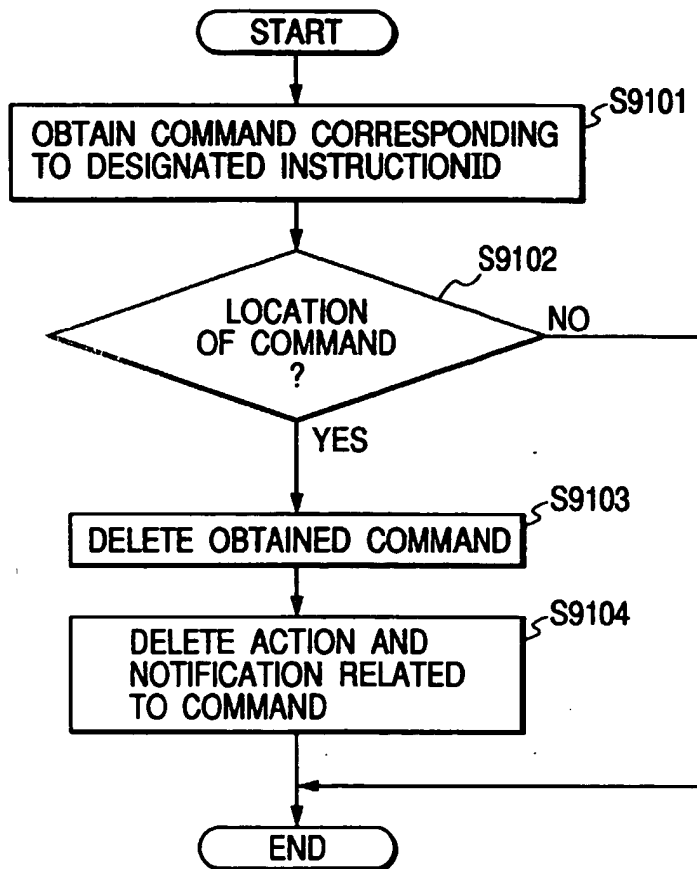 START
S9101
OBTAIN COMMAND CORRESPONDING
TO DESIGNATED INSTRUCTIONID
S9102
LOCATION
OF COMMAND
?
NO
YES
S9103
DELETE OBTAINED COMMAND
S9104
DELETE ACTION AND
NOTIFICATION RELATED
TO COMMAND
END